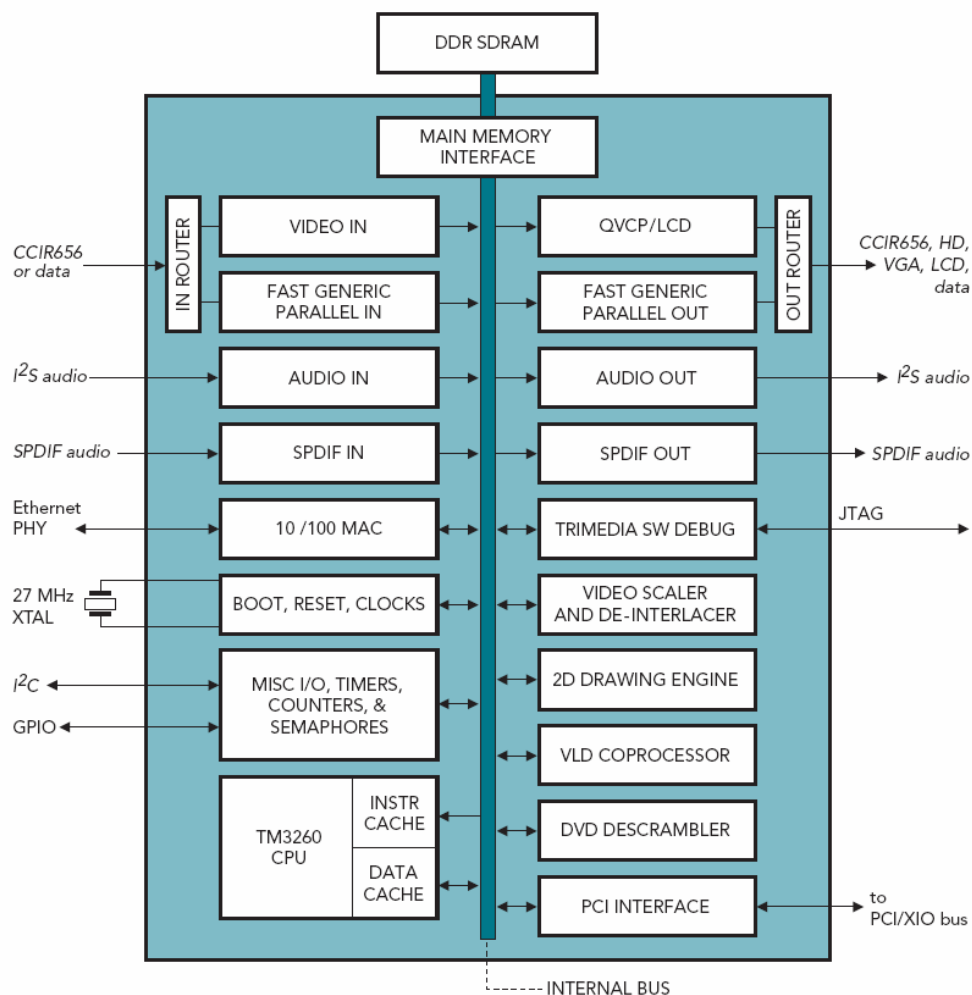 DDR SDRAM
MAIN MEMORY
INTERFACE
IN ROUTER
VIDEO IN
QVCP/LCD
OUT ROUTER
CCIR656
or data
CCIR656, HD,
VGA, LCD,
data
FAST GENERIC
PARALLEL IN
FAST GENERIC
PARALLEL OUT
I2S audio
AUDIO IN
AUDIO OUT
I2S audio
SPDIF audio
SPDIF IN
SPDIF OUT
SPDIF audio
Ethernet
PHY
10 /100 MAC
TRIMEDIA SW DEBUG
JTAG
27 MHz
XTAL
BOOT, RESET, CLOCKS
VIDEO SCALER
AND DE-INTERLACER
I2C
GPIO
MISC I/O, TIMERS,
COUNTERS, &
SEMAPHORES
2D DRAWING ENGINE
VLD COPROCESSOR
TM3260
CPU
INSTR
CACHE
DATA
CACHE
DVD DESCRAMBLER
PCI INTERFACE
to
PCI/XIO bus
INTERNAL BUS